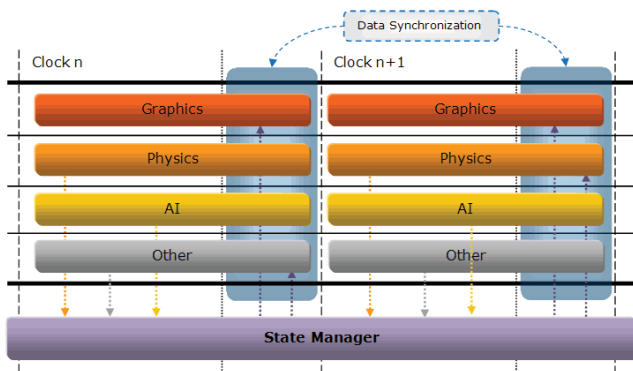 Data Synchronization
Clock n
Clock n+1
Graphics
Graphics
Physics
Physics
AI
AI
Other
Other
State Manager